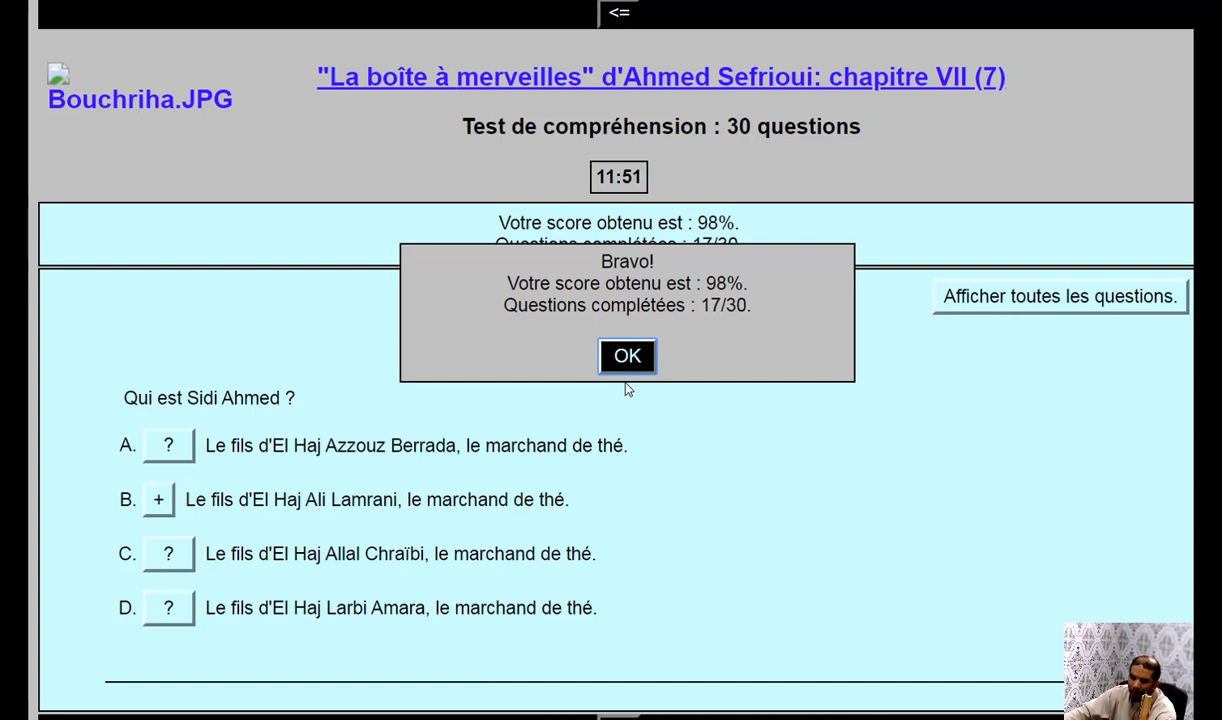 <=
Bouchriha.JPG
"La boîte à merveilles" d'Ahmed Sefrioui: chapitre VII (7)
Test de compréhension : 30 questions
11:51
Votre score obtenu est : 98%.
Questions complétées : 17/30.
Bravo!
Votre score obtenu est : 98%.
Questions complétées : 17/30.
OK
Afficher toutes les questions.
Qui est Sidi Ahmed ?
A. ? Le fils d'El Haj Azzouz Berrada, le marchand de thé.
B. + Le fils d'El Haj Ali Lamrani, le marchand de thé.
C. ? Le fils d'El Haj Allal Chraïbi, le marchand de thé.
D. ? Le fils d'El Haj Larbi Amara, le marchand de thé.